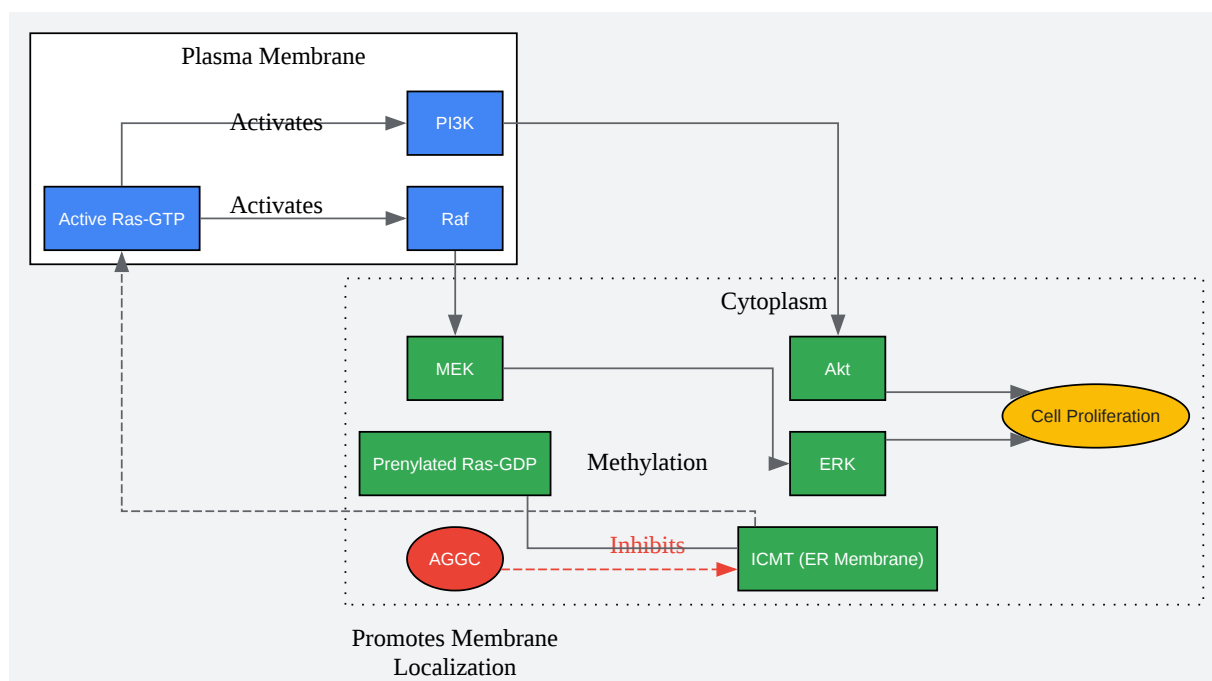 Plasma Membrane
Activates
PI3K
Active Ras-GTP
Activates
Raf
Cytoplasm
MEK
Akt
Cell Proliferation
Prenylated Ras-GDP
Methylation
ERK
AGGC
Inhibits
ICMT (ER Membrane)
Promotes Membrane
Localization